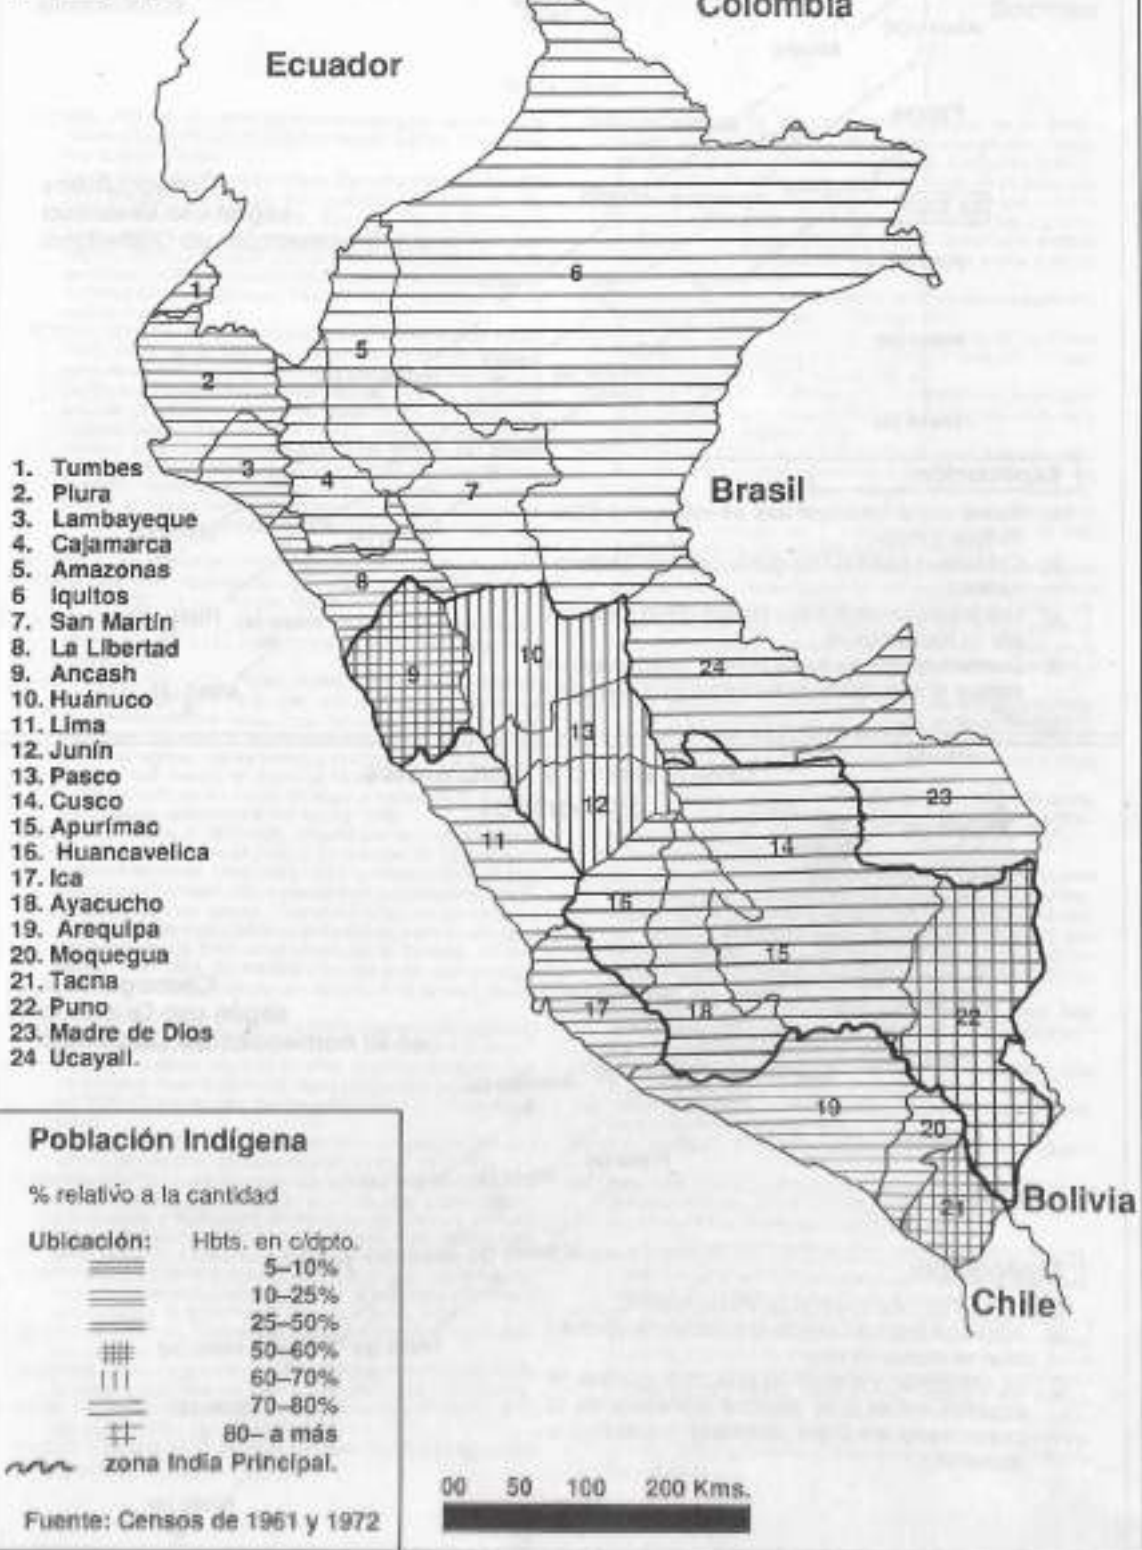 Colombia
Ecuador
6
1
5
2
3
4
7
Brasil
1. Tumbes
2. Plura
3. Lambayeque
4. Cajamarca
5. Amazonas
6 Iquitos
7. San Martín
8. La Libertad
9. Ancash
10. Huánuco
11. Lima
12. Junín
13. Pasco
14. Cusco
15. Apurímac
16. Huancavelica
17. Ica
18. Ayacucho
19. Arequipa
20. Moquegua
21. Tacna
22. Puno
23. Madre de Dios
24 Ucayall.
8
10
24
9
13
12
23
11
14
16
15
17
18
22
19
20
21
Bolivia
Chile
Población Indígena
% relativo a la cantidad
Ubicación: Hbts. en c/dpto.
5–10%
10–25%
25–50%
50–60%
60–70%
70–80%
80– a más
zona India Principal.
Fuente: Censos de 1961 y 1972
00 50 100 200 Kms.